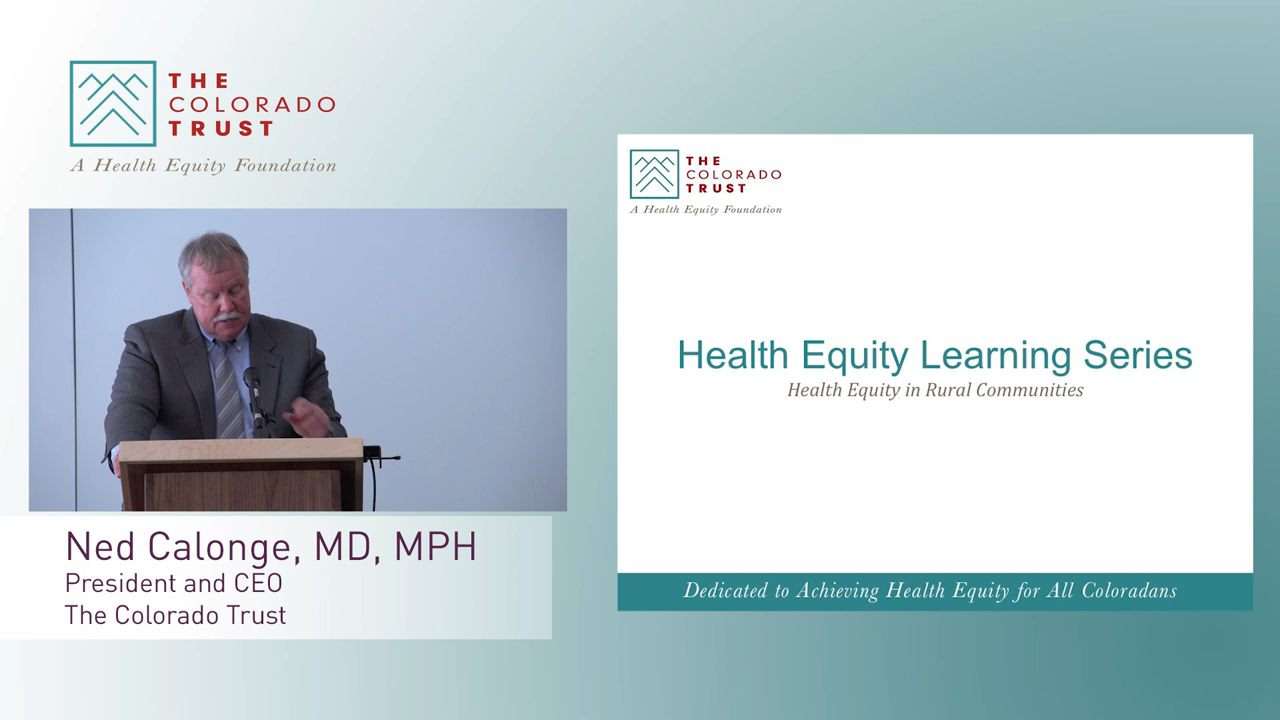 THE
COLORADO
TRUST
A Health Equity Foundation
Ned Calonge, MD, MPH
President and CEO
The Colorado Trust
THE
COLORADO
TRUST
A Health Equity Foundation
Health Equity Learning Series
Health Equity in Rural Communities
Dedicated to Achieving Health Equity for All Coloradans